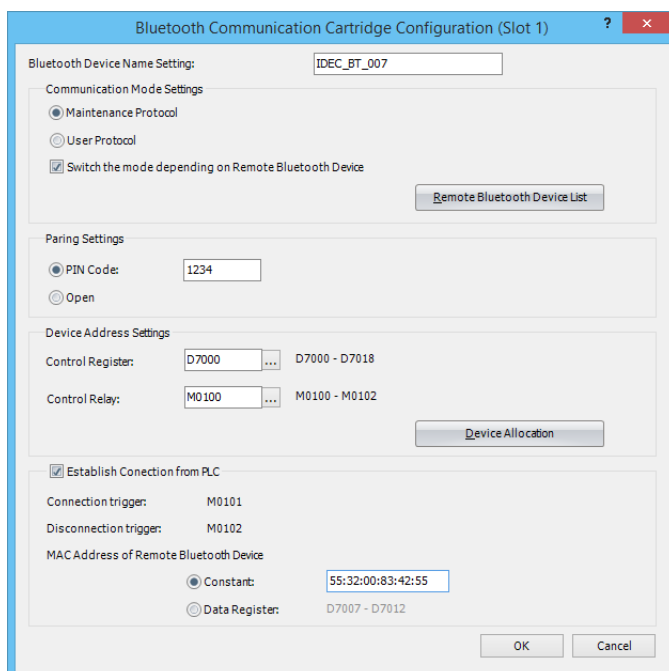 Bluetooth Communication Cartridge Configuration (Slot 1) ? ×
Bluetooth Device Name Setting: IDEC_BT_007
Communication Mode Settings
Maintenance Protocol
User Protocol
Switch the mode depending on Remote Bluetooth Device
Remote Bluetooth Device List
Paring Settings
PIN Code: 1234
Open
Device Address Settings
Control Register: D7000 ... D7000 - D7018
Control Relay: M0100 ... M0100 - M0102
Device Allocation
Establish Conection from PLC
Connection trigger: M0101
Disconnection trigger: M0102
MAC Address of Remote Bluetooth Device
Constant: 55:32:00:83:42:55
Data Register: D7007 - D7012
OK Cancel